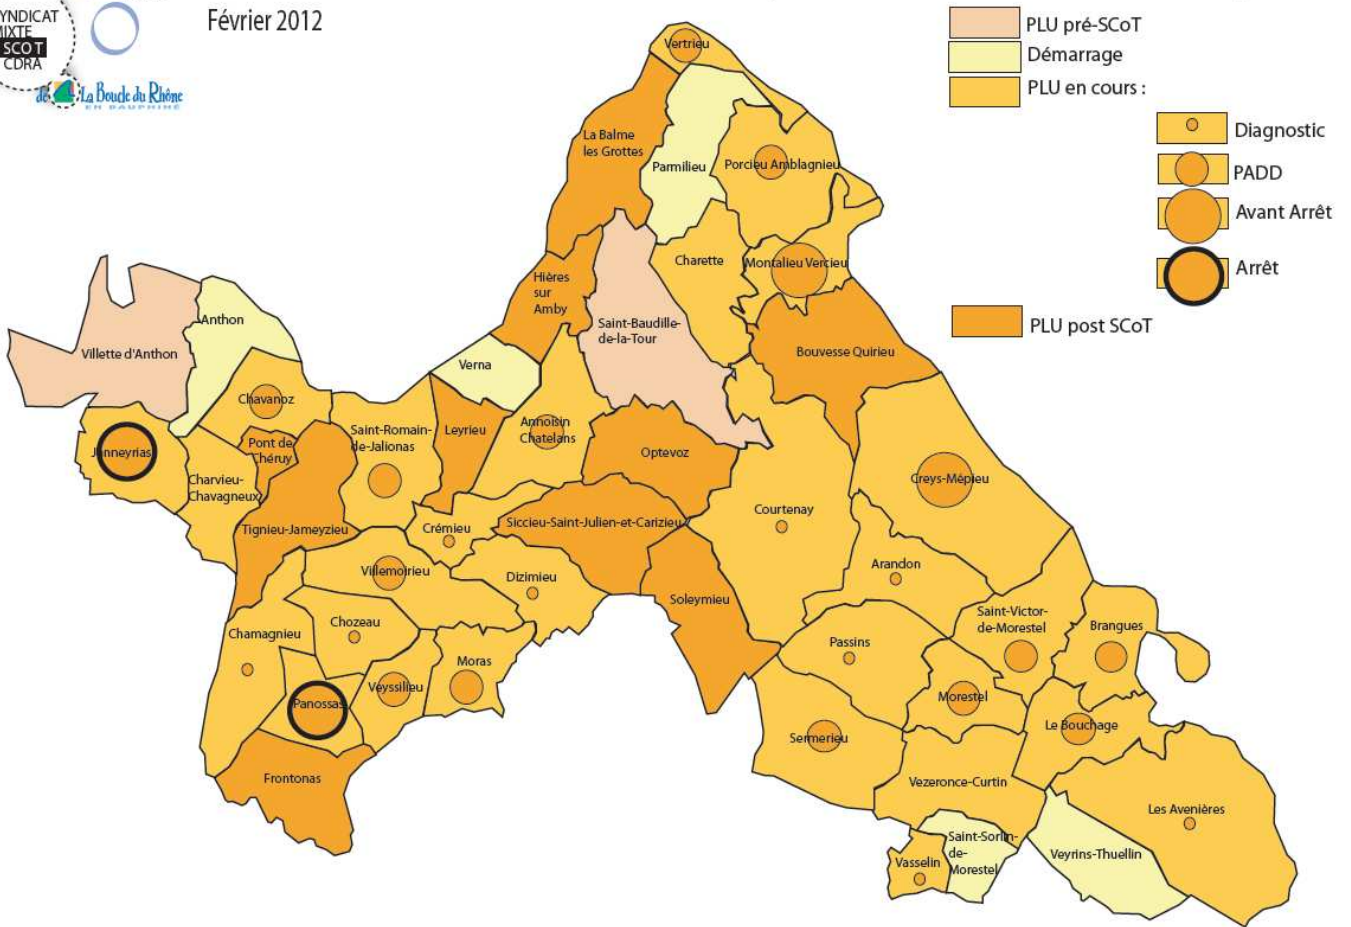 YNDICAT
MIXTE
SCOT
CDRA
Février 2012
de La Boucle du Rhône
EN DAUPHINÉ
PLU pré-SCoT
Démarrage
PLU en cours :
Diagnostic
PADD
Avant Arrêt
Arrêt
PLU post SCoT
Vertrieu
La Balme
les Grottes
Parmilieu
Porcieu Amblagnieu
Charette
Montalieu Vercieu
Hières
sur
Amby
Saint-Baudille-
de-la-Tour
Bouvesse Quirieu
Villette d'Anthon
Anthon
Verna
Chavanoz
Janneyrias
Pont de
Chéruy
Saint-Romain-
de-Jalionas
Leyrieu
Annoisin
Chatelans
Optevoz
Charvieu-
Chavagneux
Creys-Mépieu
Tignieu-Jameyzieu
Crémieu
Siccieu-Saint-Julien-et-Carizieu
Courtenay
Villemoirieu
Dizimieu
Arandon
Soleymieu
Chamagnieu
Chozeau
Saint-Victor-
de-Morestel
Brangues
Passins
Moras
Veyssilieu
Panossas
Morestel
Le Bouchage
Sermerieu
Frontonas
Vezeronce-Curtin
Les Avenières
Saint-Sorlin-
de-
Morestel
Vasselin
Veyrins-Thuellin